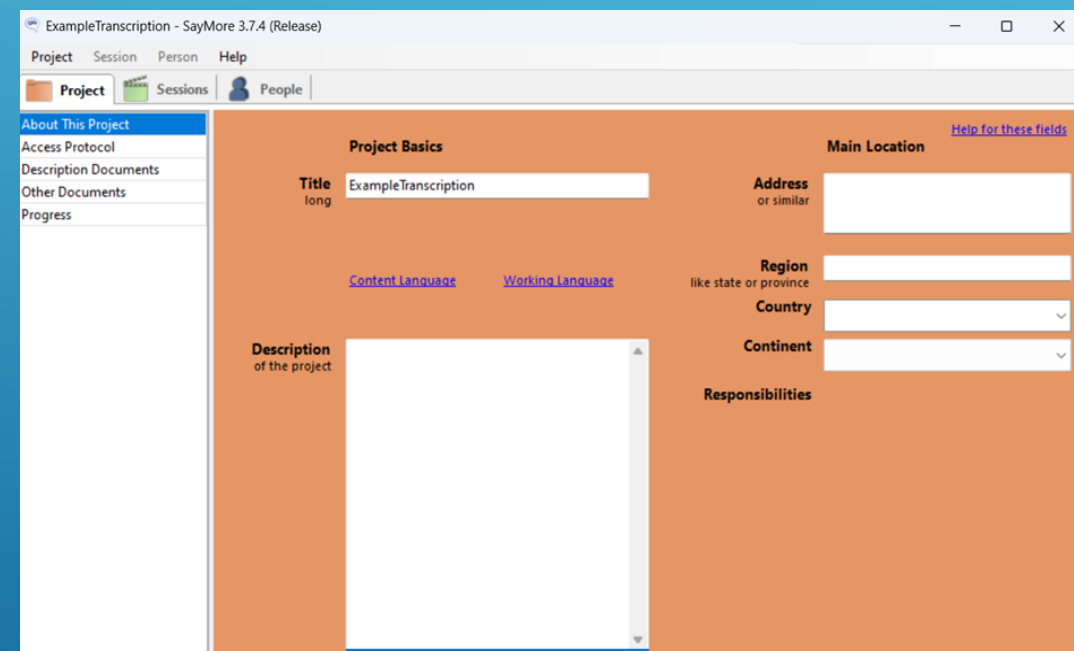 ExampleTranscription - SayMore 3.7.4 (Release)
Project Session Person Help
Project Sessions People
About This Project
Access Protocol
Description Documents
Other Documents
Progress
Help for these fields
Project Basics
Title
long
ExampleTranscription
Content Language Working Language
Description
of the project
Main Location
Address
or similar
Region
like state or province
Country
Continent
Responsibilities